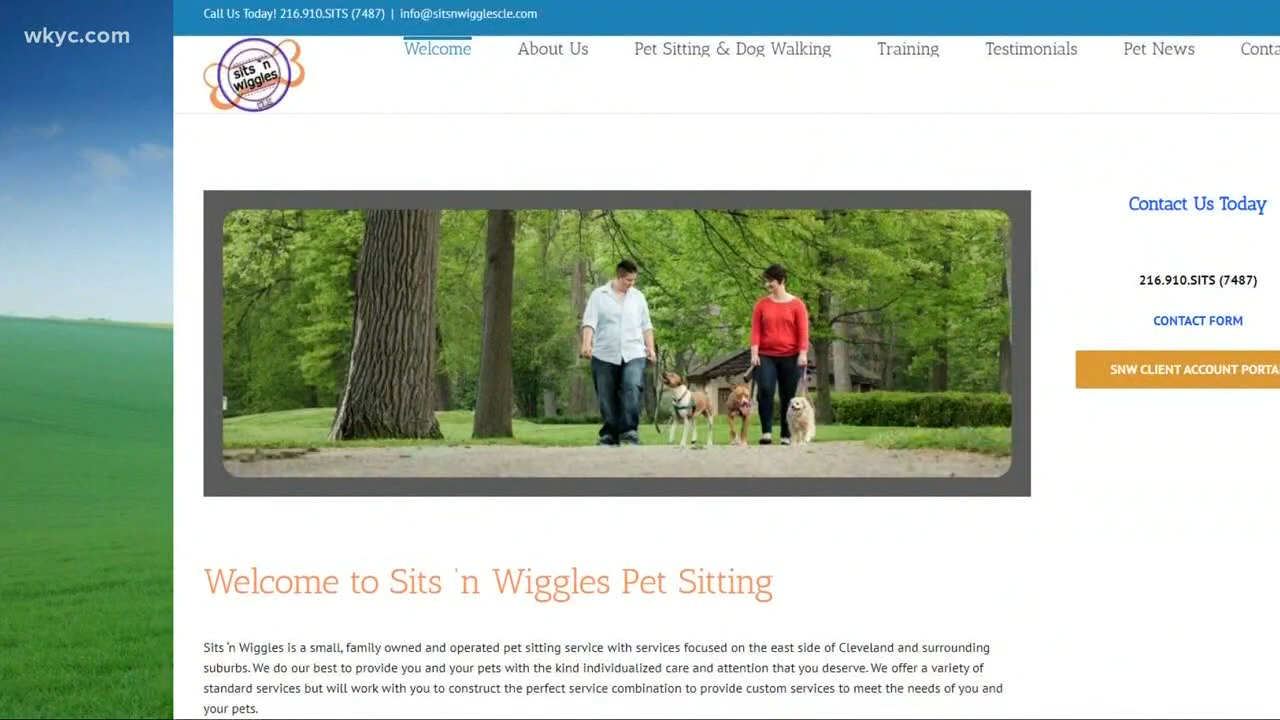 wkyc.com
Call Us Today! 216.910.SITS (7487) | info@sitsnwigglescle.com
sits 'n
wiggles
Welcome About Us Pet Sitting & Dog Walking Training Testimonials Pet News Conta
Contact Us Today
216.910.SITS (7487)
CONTACT FORM
SNW CLIENT ACCOUNT PORTA
Welcome to Sits 'n Wiggles Pet Sitting
Sits 'n Wiggles is a small, family owned and operated pet sitting service with services focused on the east side of Cleveland and surrounding
suburbs. We do our best to provide you and your pets with the kind individualized care and attention that you deserve. We offer a variety of
standard services but will work with you to construct the perfect service combination to provide custom services to meet the needs of you and
your pets.